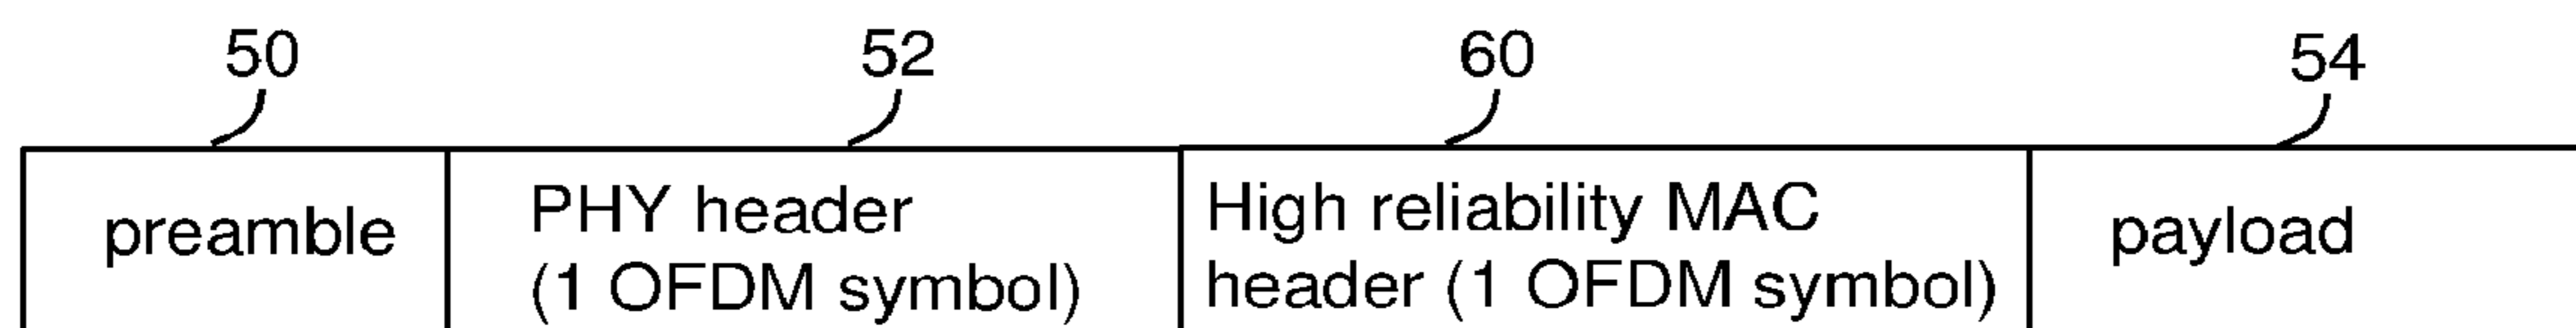 50 52 60 54
preamble
PHY header
(1 OFDM symbol)
High reliability MAC
header (1 OFDM symbol)
payload